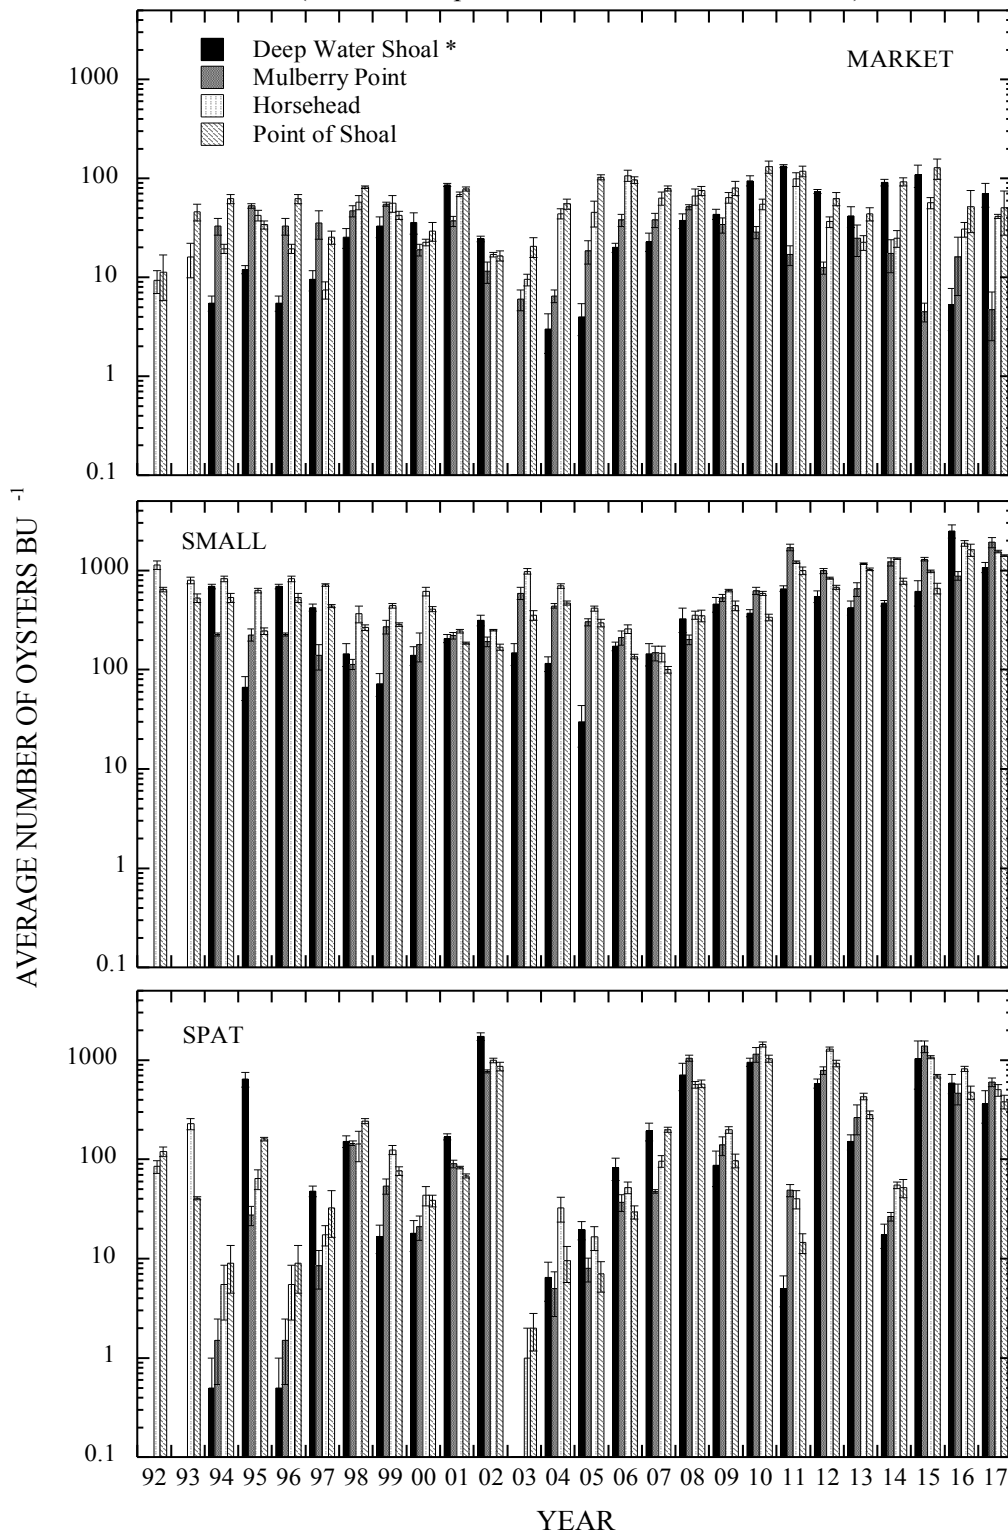 1000
100
10
1
0.1
Deep Water Shoal *
Mulberry Point
Horsehead
Point of Shoal
MARKET
AVERAGE NUMBER OF OYSTERS BU -1
1000
100
10
1
0.1
SMALL
1000
100
10
1
0.1
SPAT
92 93 94 95 96 97 98 99 00 01 02 03 04 05 06 07 08 09 10 11 12 13 14 15 16 17
YEAR